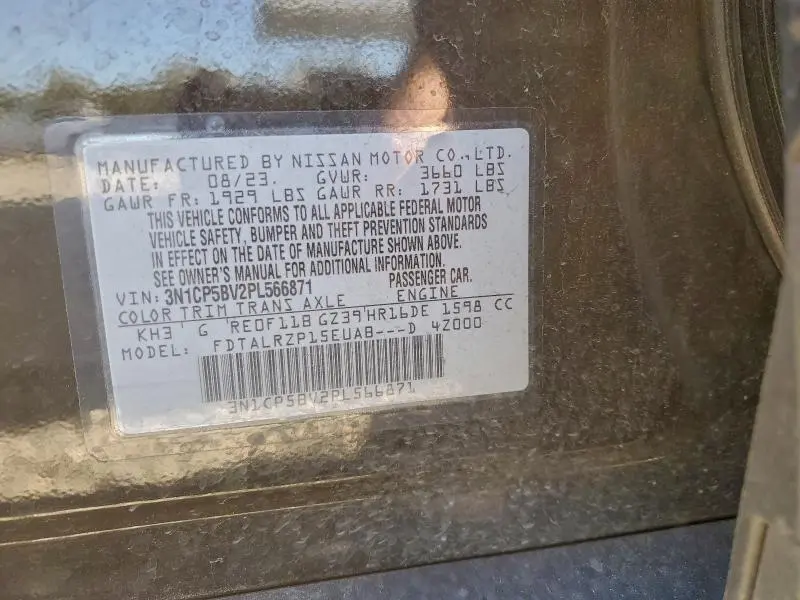 MANUFACTURED BY NISSAN MOTOR CO.,LTD.
DATE: 08/23. GVWR: 3660 LBS
GAWR FR: 1929 LBS GAWR RR: 1731 LBS
THIS VEHICLE CONFORMS TO ALL APPLICABLE FEDERAL MOTOR
VEHICLE SAFETY, BUMPER AND THEFT PREVENTION STANDARDS
IN EFFECT ON THE DATE OF MANUFACTURE SHOWN ABOVE.
SEE OWNER'S MANUAL FOR ADDITIONAL INFORMATION.
VIN: 3N1CP5BV2PL566871 PASSENGER CAR.
COLOR TRIM TRANS AXLE ENGINE
KH3 G RE0F11B GZ39 HR16DE 1598 CC
MODEL: FDTALRZP15EUAB---D 4Z000
3N1CP5BV2PL566871